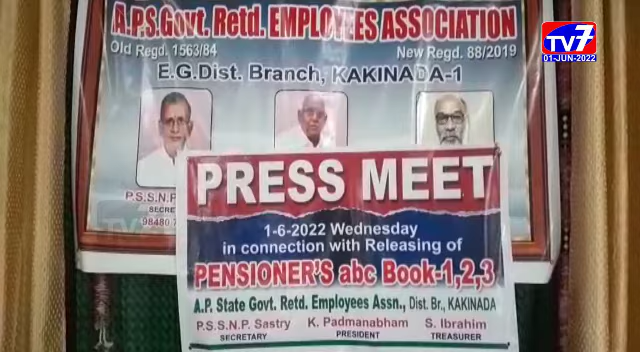 A.P.S.Govt. Retd. EMPLOYEES ASSOCIATION
Old Regd. 1563/84
New Regd. 88/2019
E.G.Dist. Branch, KAKINADA-1
TV7
01-JUN-2022
P.S.S.N.P.
PRESS MEET
1-6-2022 Wednesday
in connection with Releasing of
PENSIONER'S abc Book-1,2,3
A.P. State Govt. Retd. Employees Assn., Dist. Br., KAKINADA
P.S.S.N.P. Sastry K. Padmanabham S. Ibrahim
SECRETARY PRESIDENT TREASURER